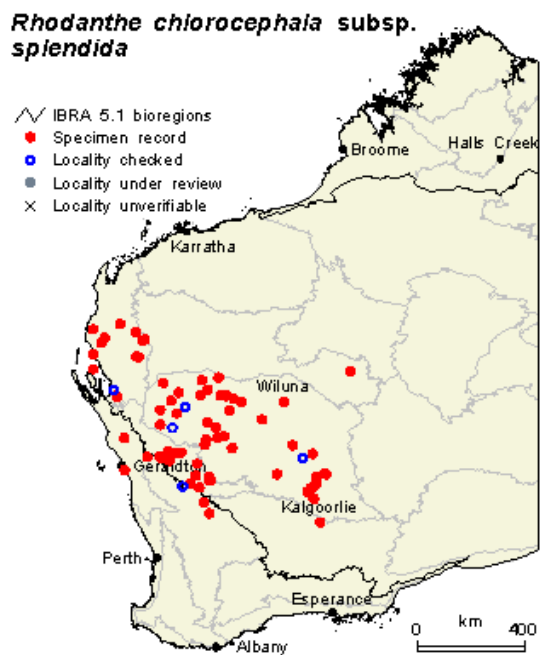 Rhodanthe chlorocephala subsp.
splendida
IBRA 5.1 bioregions
Specimen record
Locality checked
Locality under review
Locality unverifiable
Broome
Halls Creek
Karratha
Wiluna
Geraldton
Kalgoorlie
Perth
Esperance
Albany
km
0 400